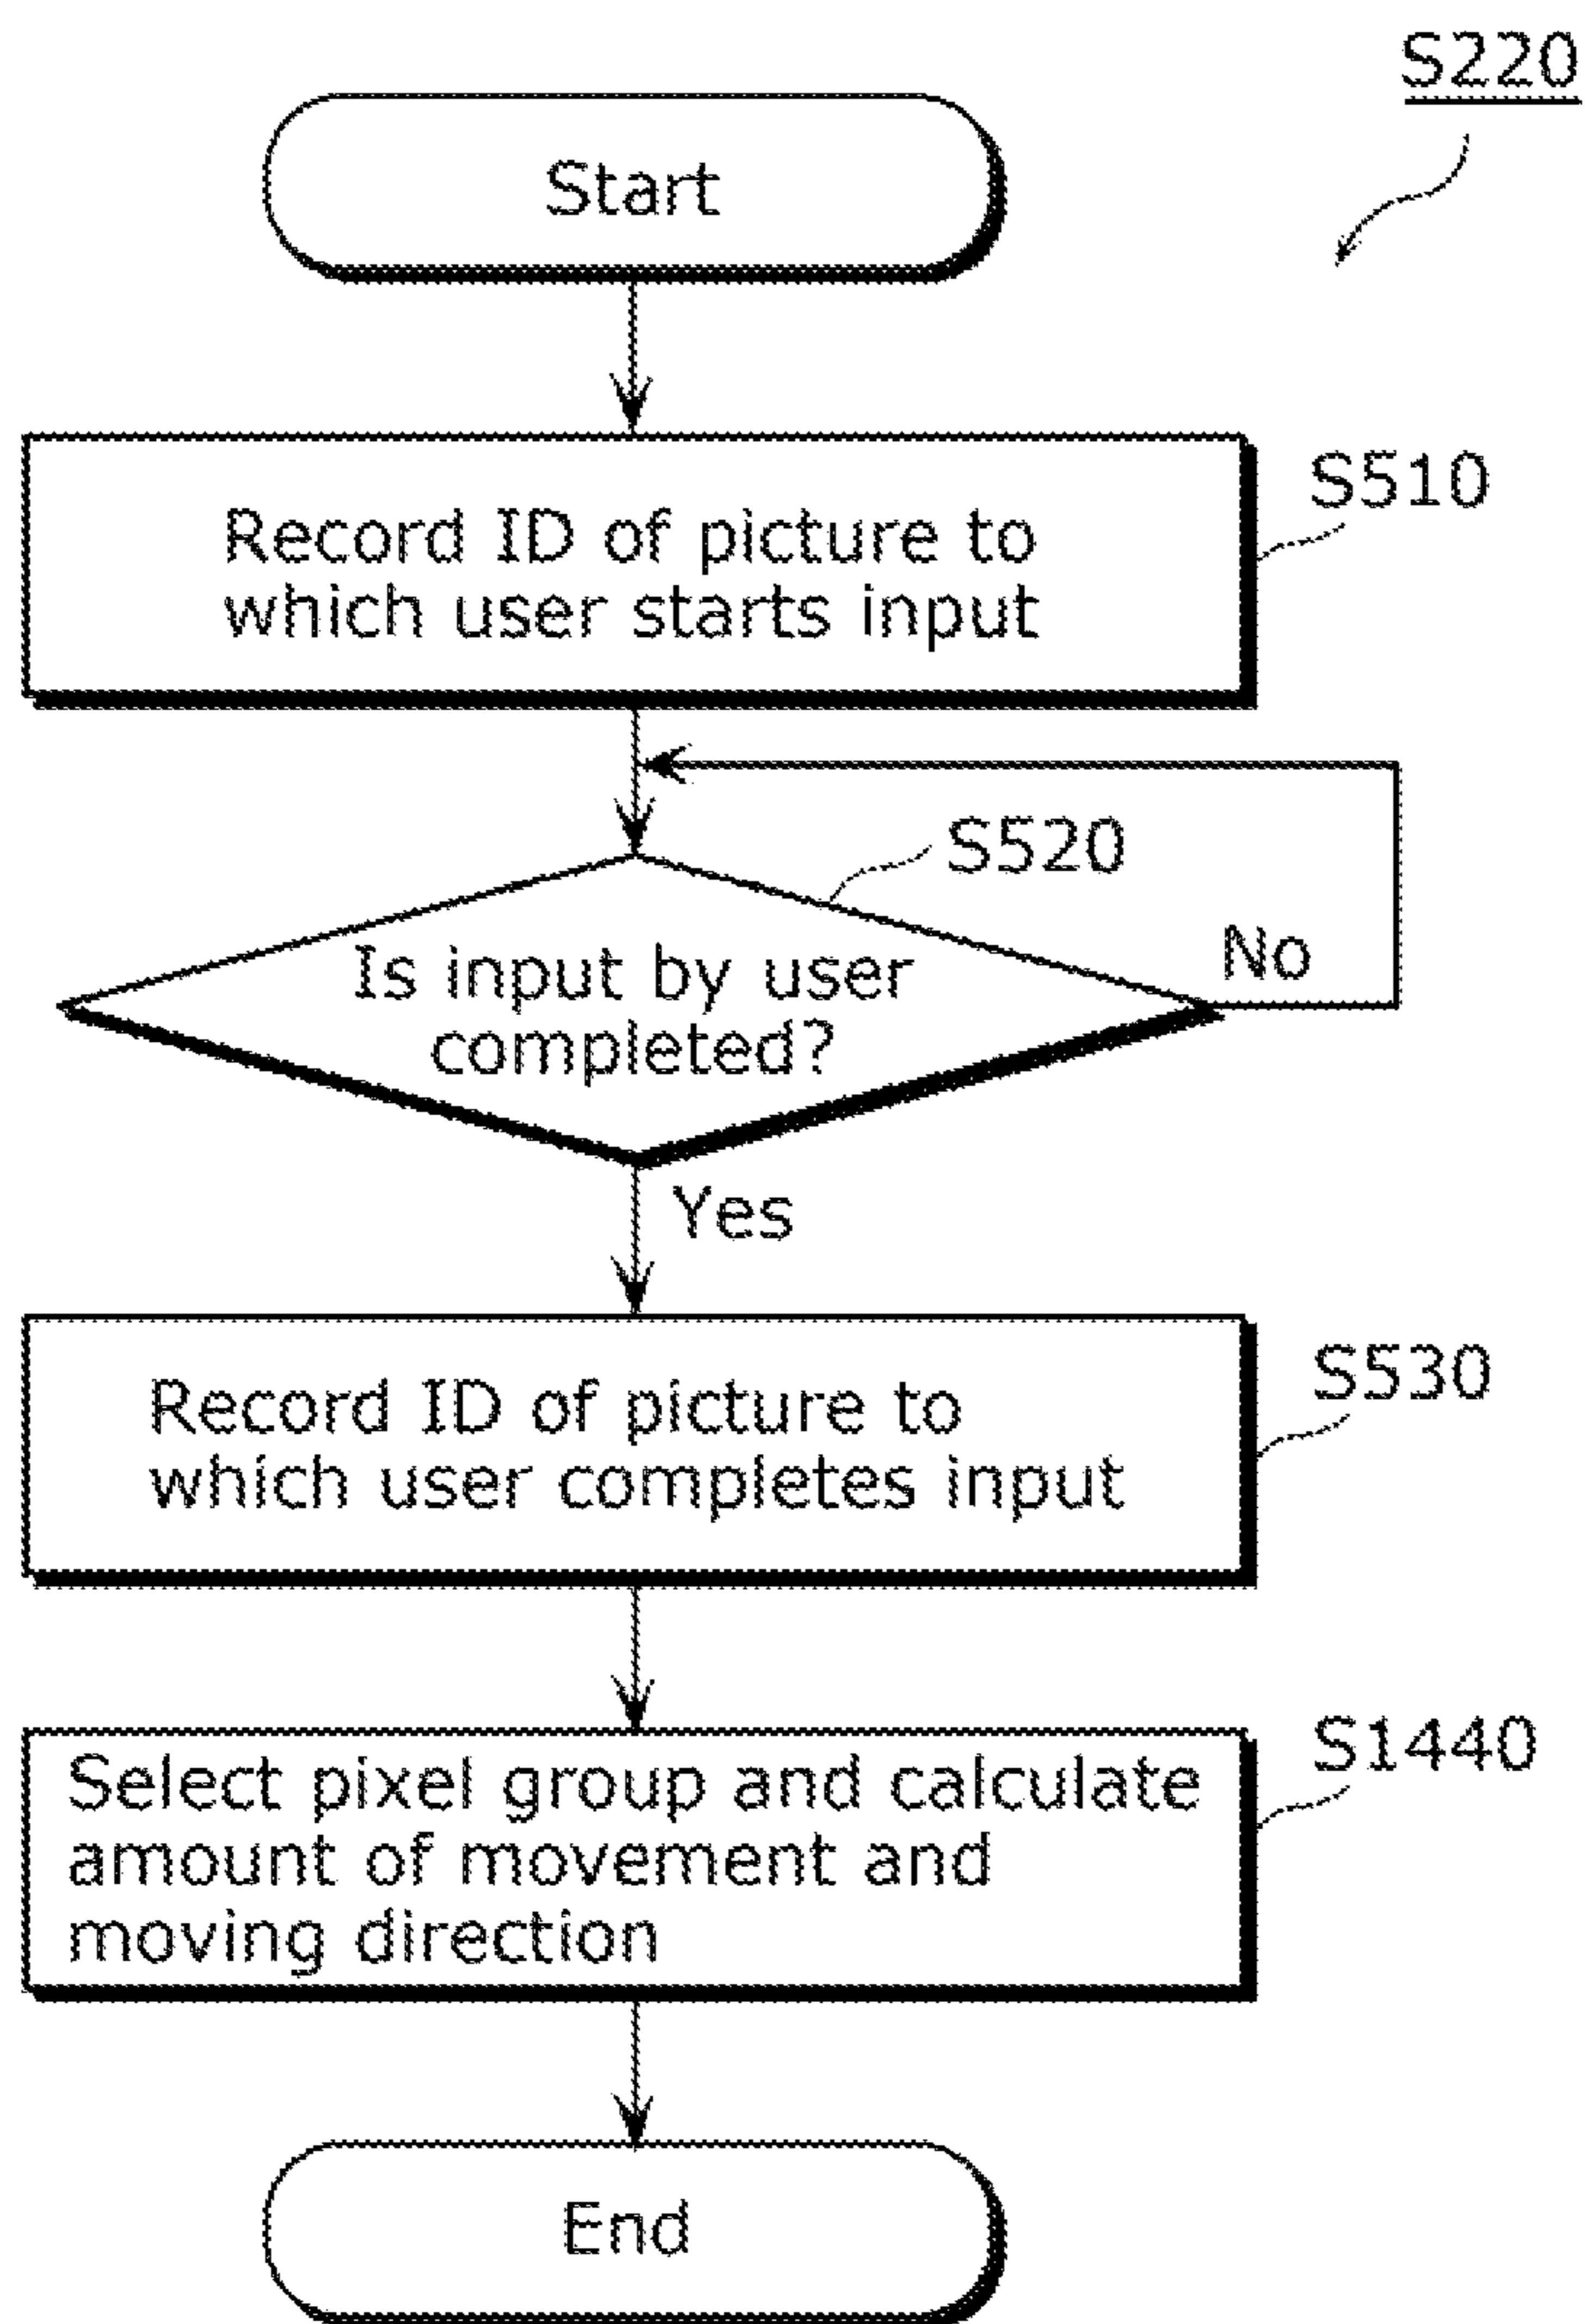 S220
Start
S510
Record ID of picture to
which user starts input
S520
No
Is input by user
completed?
Yes
S530
Record ID of picture to
which user completes input
S1440
Select pixel group and calculate
amount of movement and
moving direction
End